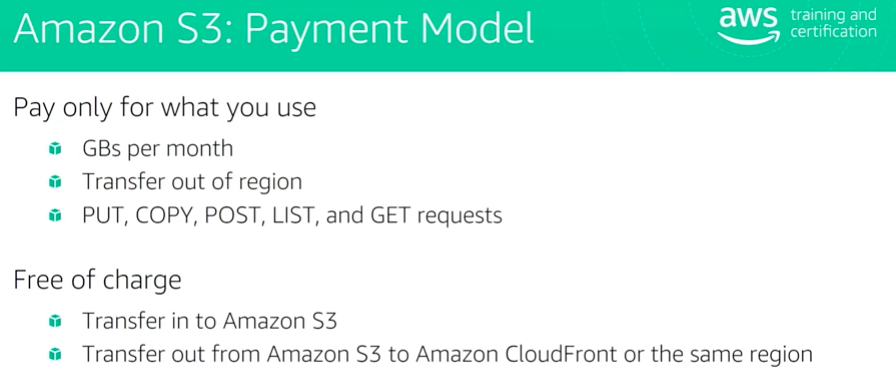 Amazon S3: Payment Model
aws training and
certification
Pay only for what you use
GBs per month
Transfer out of region
PUT, COPY, POST, LIST, and GET requests
Free of charge
Transfer in to Amazon S3
Transfer out from Amazon S3 to Amazon CloudFront or the same region